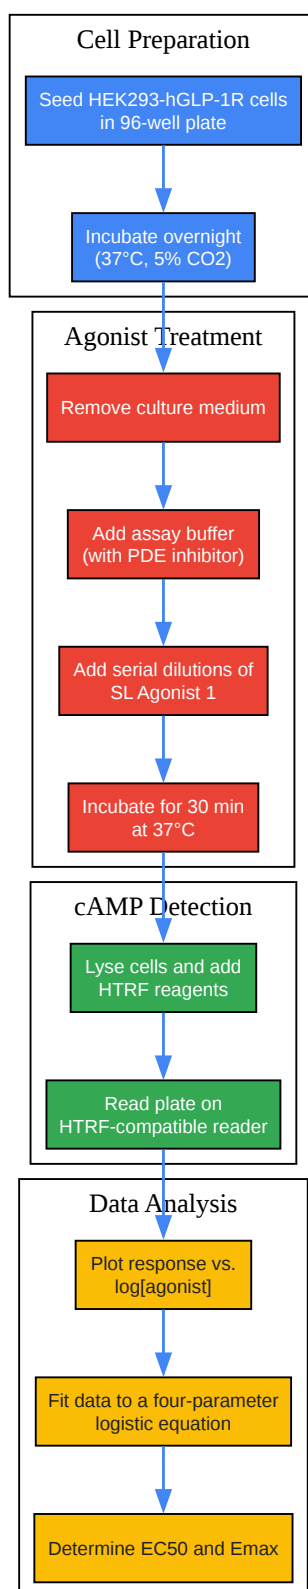 Cell Preparation
Seed HEK293-hGLP-1R cells
in 96-well plate
Incubate overnight
(37°C, 5% CO2)
Agonist Treatment
Remove culture medium
Add assay buffer
(with PDE inhibitor)
Add serial dilutions of
SL Agonist 1
Incubate for 30 min
at 37°C
cAMP Detection
Lyse cells and add
HTRF reagents
Read plate on
HTRF-compatible reader
Data Analysis
Plot response vs.
log[agonist]
Fit data to a four-parameter
logistic equation
Determine EC50 and Emax